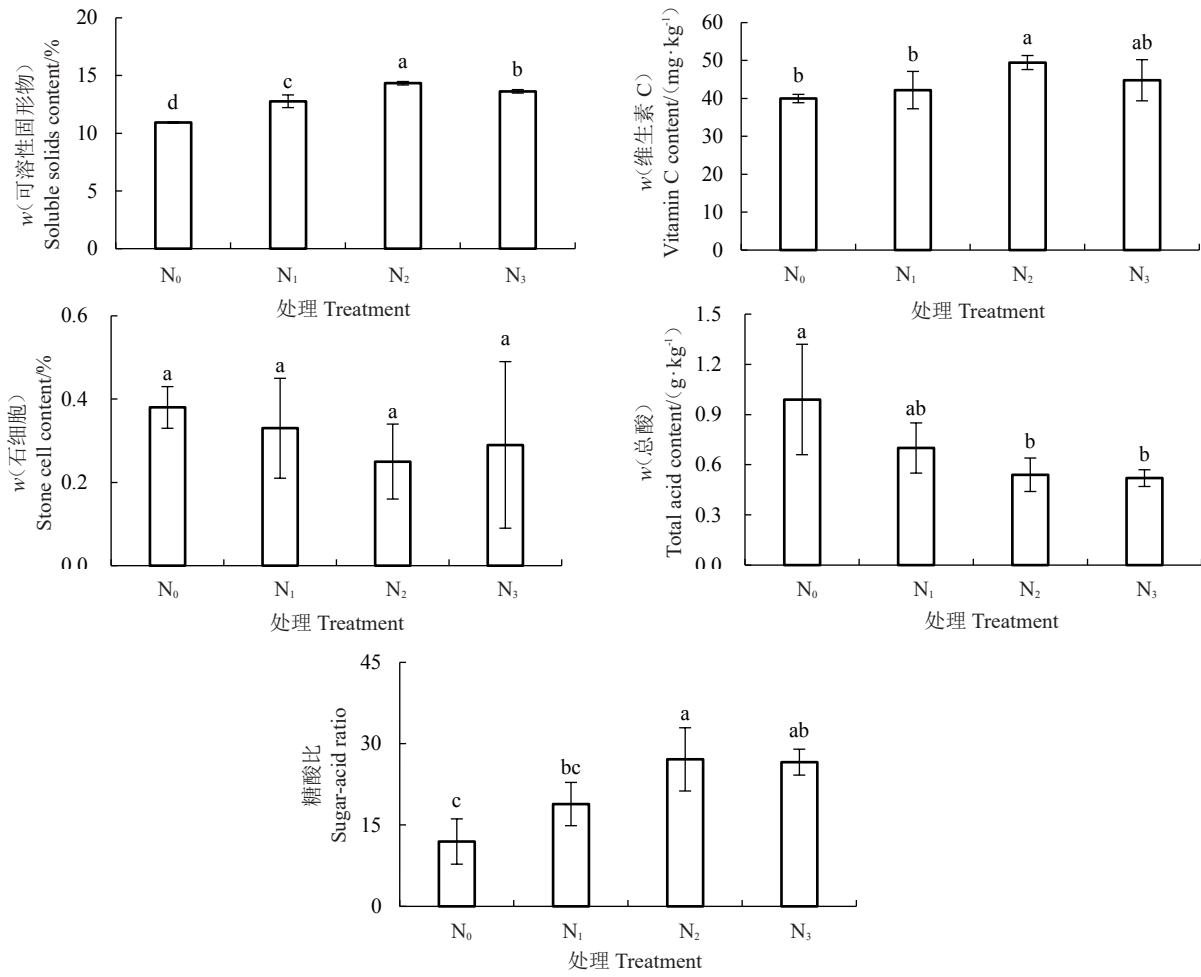 w(可溶性固形物)
Soluble solids content/%
20
15
10
5
0
d
c
a
b
N₀
N₁
N₂
N₃
处理 Treatment
w(维生素 C)
Vitamin C content/(mg·kg⁻¹)
60
50
40
30
20
10
0
b
b
a
ab
N₀
N₁
N₂
N₃
处理 Treatment
w(石细胞)
Stone cell content/%
0.6
0.4
0.2
0.0
a
a
a
a
N₀
N₁
N₂
N₃
处理 Treatment
w(总酸)
Total acid content/(g·kg⁻¹)
1.5
1.2
0.9
0.6
0.3
0.0
a
ab
b
b
N₀
N₁
N₂
N₃
处理 Treatment
糖酸比
Sugar-acid ratio
45
30
15
0
c
bc
a
ab
N₀
N₁
N₂
N₃
处理 Treatment